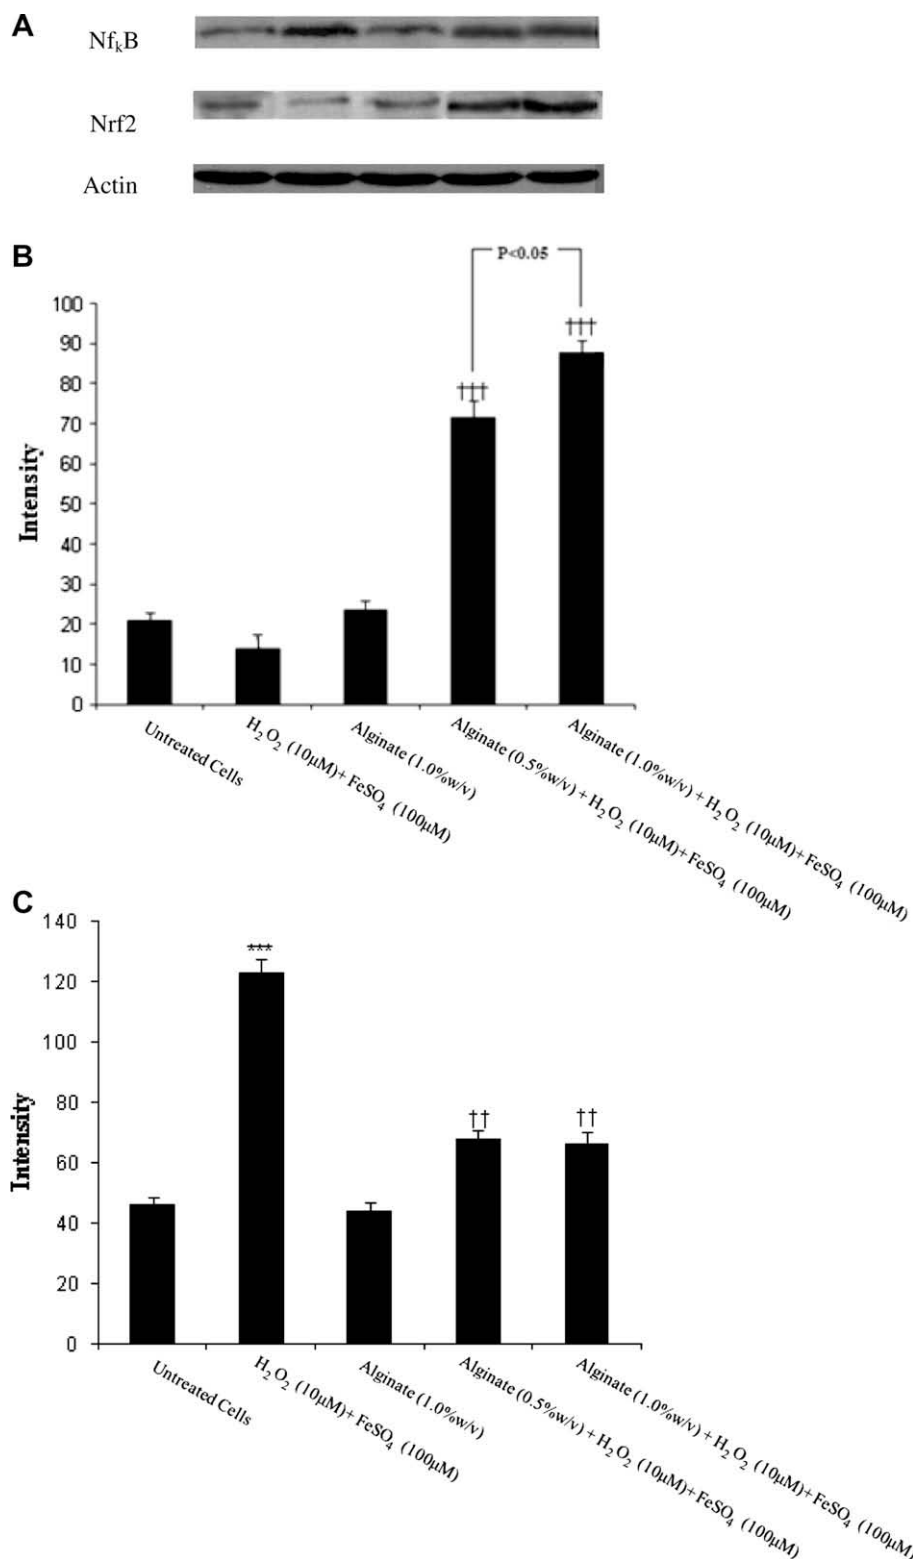 A
NfkB
Nrf2
Actin
B
P<0.05
100
90
80
70
60
50
40
30
20
10
0
Intensity
†††
†††
Untreated Cells
H2O2 (10μM)+FeSO4 (100μM)
Alginate (1.0%w/v)
Alginate (0.5%w/v) + H2O2 (10μM)+FeSO4 (100μM)
Alginate (1.0%w/v) + H2O2 (10μM)+FeSO4 (100μM)
C
140
120
100
80
60
40
20
0
Intensity
***
††
††
Untreated Cells
H2O2 (10μM)+FeSO4 (100μM)
Alginate (1.0%w/v)
Alginate (0.5%w/v) + H2O2 (10μM)+FeSO4 (100μM)
Alginate (1.0%w/v) + H2O2 (10μM)+FeSO4 (100μM)